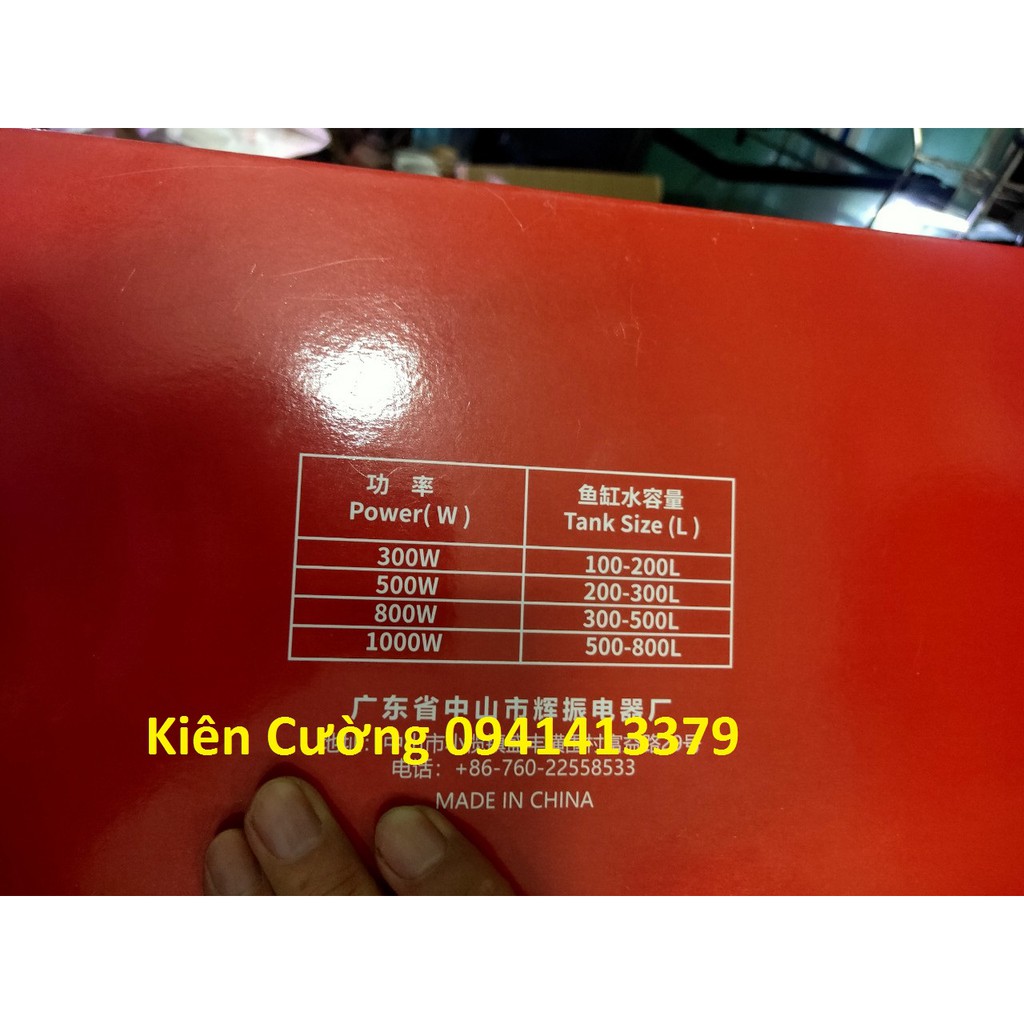 功 率
Power( W )
鱼缸水容量
Tank Size (L )
300W
100-200L
500W
200-300L
800W
300-500L
1000W
500-800L
广东省中山市辉振电器厂
Kiên Cường 0941413379
电话：+86-760-22558533
MADE IN CHINA